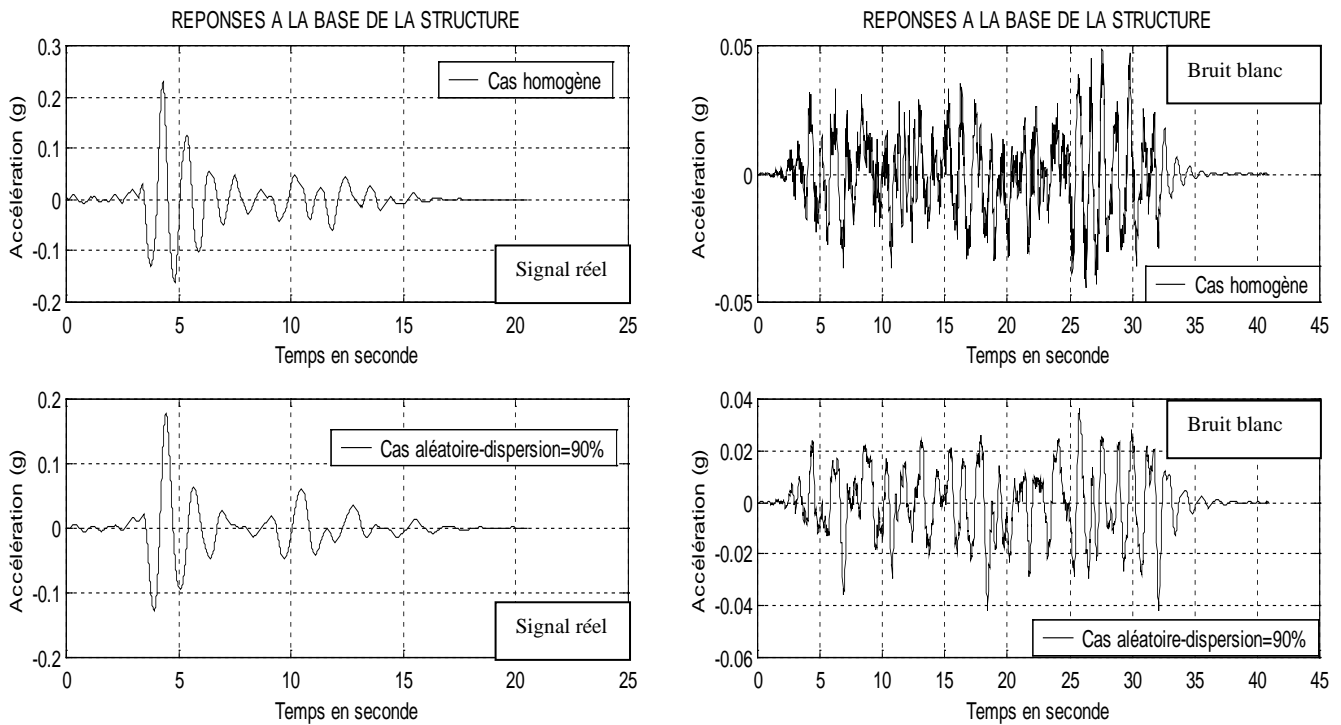 REPONSES A LA BASE DE LA STRUCTURE
Accélération (g)
0.3
0.2
0.1
0
-0.1
-0.2
Cas homogène
Signal réel
0 5 10 15 20 25
Temps en seconde
REPONSES A LA BASE DE LA STRUCTURE
Accélération (g)
0.05
0
-0.05
Bruit blanc
Cas homogène
0 5 10 15 20 25 30 35 40 45
Temps en seconde
Accélération (g)
0.2
0.1
0
-0.1
-0.2
Cas aléatoire-dispersion=90%
Signal réel
0 5 10 15 20 25
Temps en seconde
Accélération (g)
0.04
0.02
0
-0.02
-0.04
-0.06
Bruit blanc
Cas aléatoire-dispersion=90%
0 5 10 15 20 25 30 35 40 45
Temps en seconde